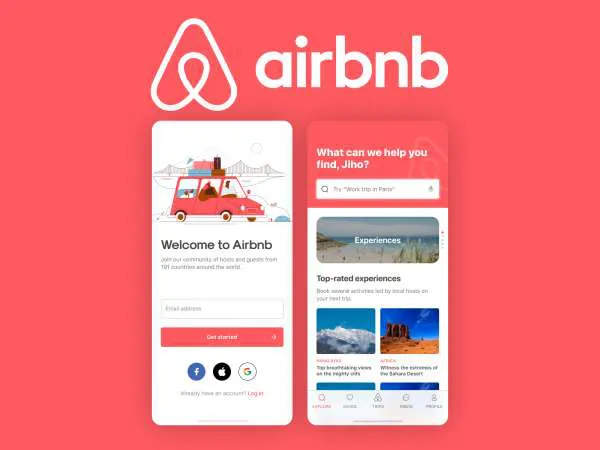 airbnb
Welcome to Airbnb
Join our community of hosts and guests from
191 countries around the world.
Email address
Get started
Already have an account? Log in
What can we help you
find, Jiho?
Try "Work trip in Paris"
Experiences
Top-rated experiences
Book several activities led by local hosts on
your next trip.
Top breathtaking views
on the mighty cliffs
AFRICA
Witness the extremes of
the Sahara Desert
EXPLORE
TRIPS
INBOX
PROFILE